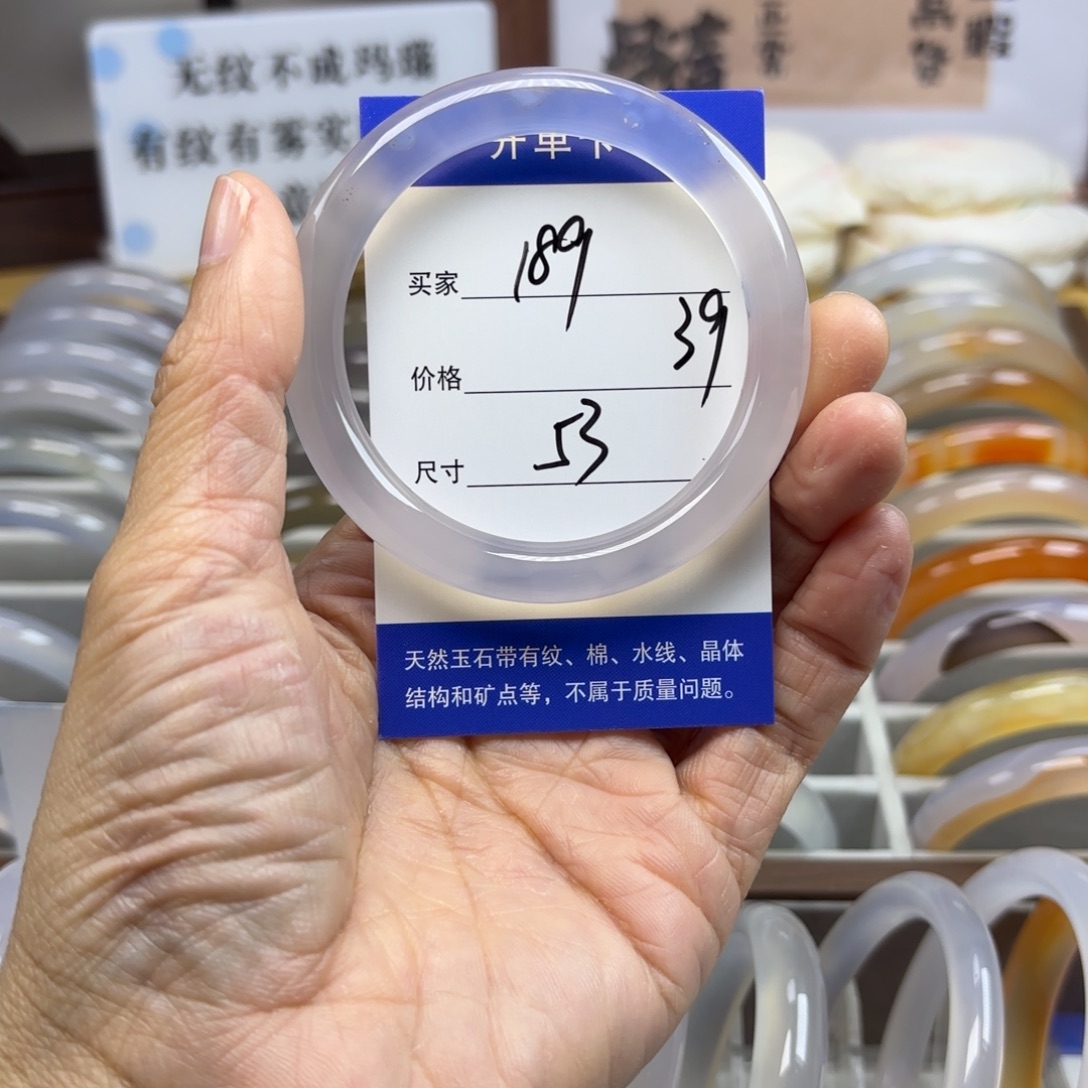 无纹不成玛瑙
有纹有零实
开单卡
买家 189
39
价格
尺寸 53
天然玉石带有纹、棉、水线、晶体
结构和矿点等，不属于质量问题。